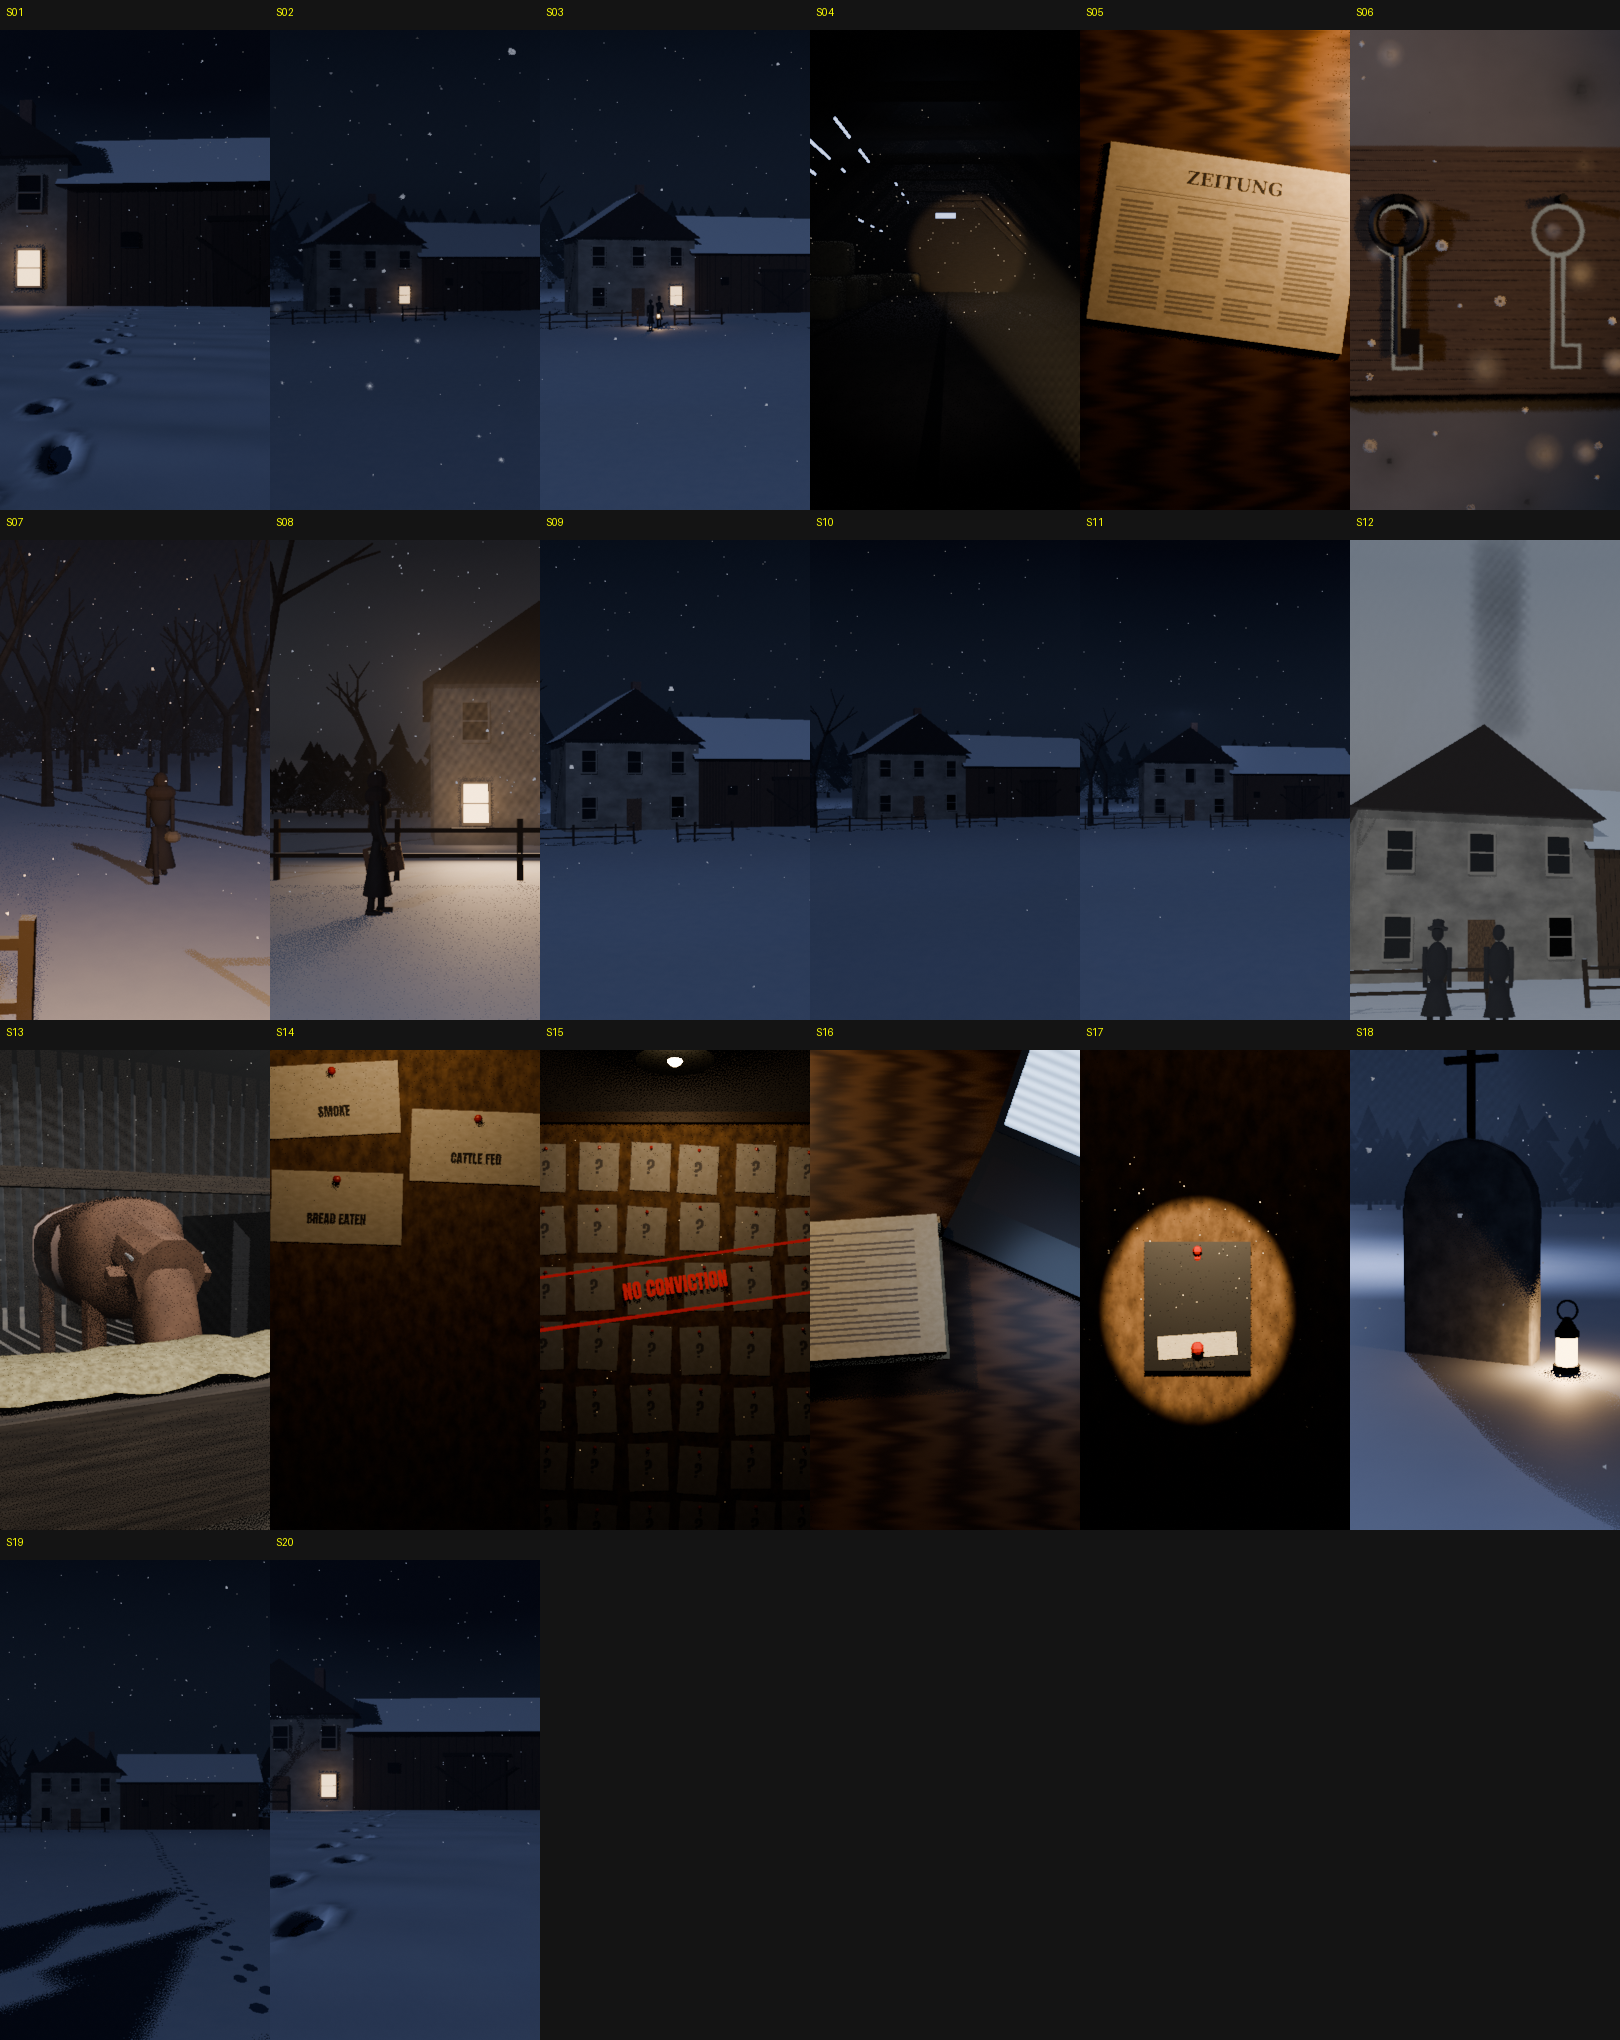 S01
S02
S03
S04
S05
S06
ZEITUNG
S07
S08
S09
S10
S11
S12
S13
S14
S15
S16
S17
S18
SMOKE
CATTLE FED
BREAD EATEN
? ? ? ? ? ?
? ? ? ? ? ?
? ? ? ? ?
NO CONVICTION
? ? ? ? ? ?
? ? ? ? ? ?
? ? ? ? ? ?
S19
S20